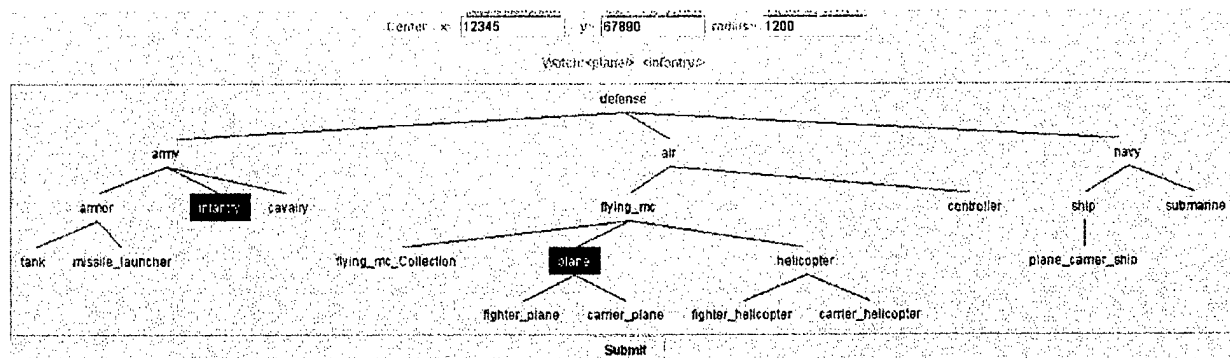 Center x: 12345 y: 67890 radius: 1200
Watch:<plane> <infantry>
defense
army air navy
armor infantry cavalry flying_mc controller ship submarine
tank missile_launcher flying_mc_Collection plane helicopter plane_carrier_ship
fighter_plane carrier_plane fighter_helicopter carrier_helicopter
Submit